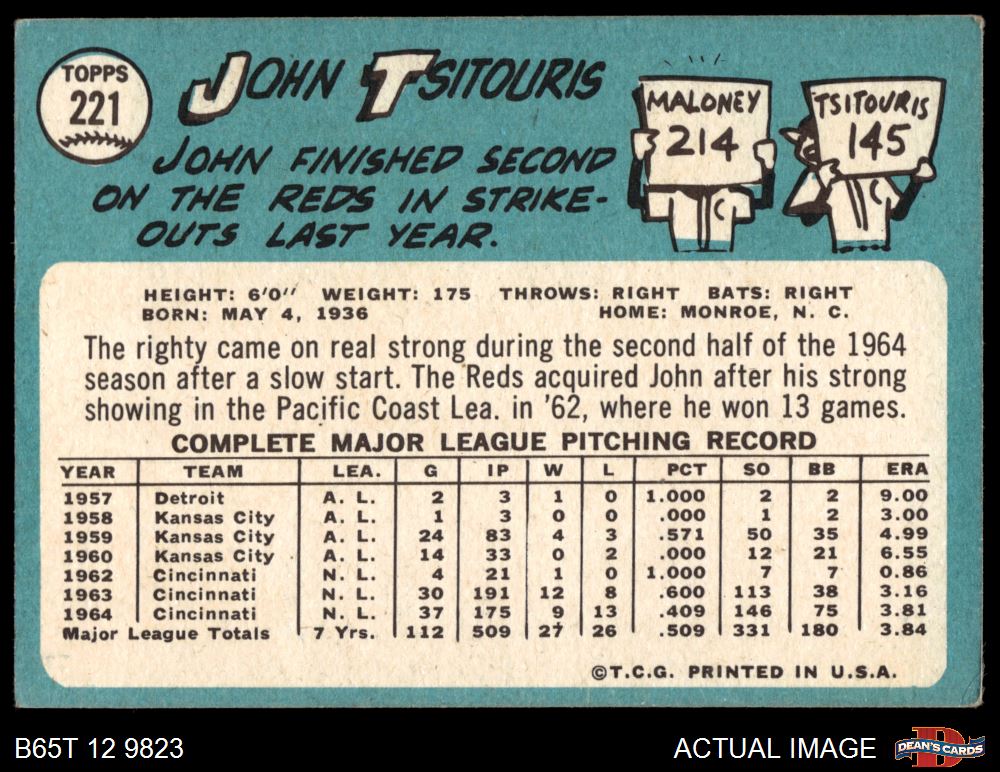 TOPPS
221
JOHN TSITOURIS
JOHN FINISHED SECOND
ON THE REDS IN STRIKE-
OUTS LAST YEAR.
MALONEY
214
TSITOURIS
145
C
C
HEIGHT: 6'0" WEIGHT: 175 THROWS: RIGHT BATS: RIGHT
BORN: MAY 4, 1936 HOME: MONROE, N. C.
The righty came on real strong during the second half of the 1964
season after a slow start. The Reds acquired John after his strong
showing in the Pacific Coast Lea. in '62, where he won 13 games.
COMPLETE MAJOR LEAGUE PITCHING RECORD
YEAR TEAM LEA. G IP W L PCT SO BB ERA
1957 Detroit A. L. 2 3 1 0 1.000 2 2 9.00
1958 Kansas City A. L. 1 3 0 0 .000 1 2 3.00
1959 Kansas City A. L. 24 83 4 3 .571 50 35 4.99
1960 Kansas City A. L. 14 33 0 2 .000 12 21 6.55
1962 Cincinnati N. L. 4 21 1 0 1.000 7 7 0.86
1963 Cincinnati N. L. 30 191 12 8 .600 113 38 3.16
1964 Cincinnati N. L. 37 175 9 13 .409 146 75 3.81
Major League Totals 7 Yrs. 112 509 27 26 .509 331 180 3.84
©T.C.G. PRINTED IN U.S.A.
B65T 12 9823
ACTUAL IMAGE
DEAN'S CARDS